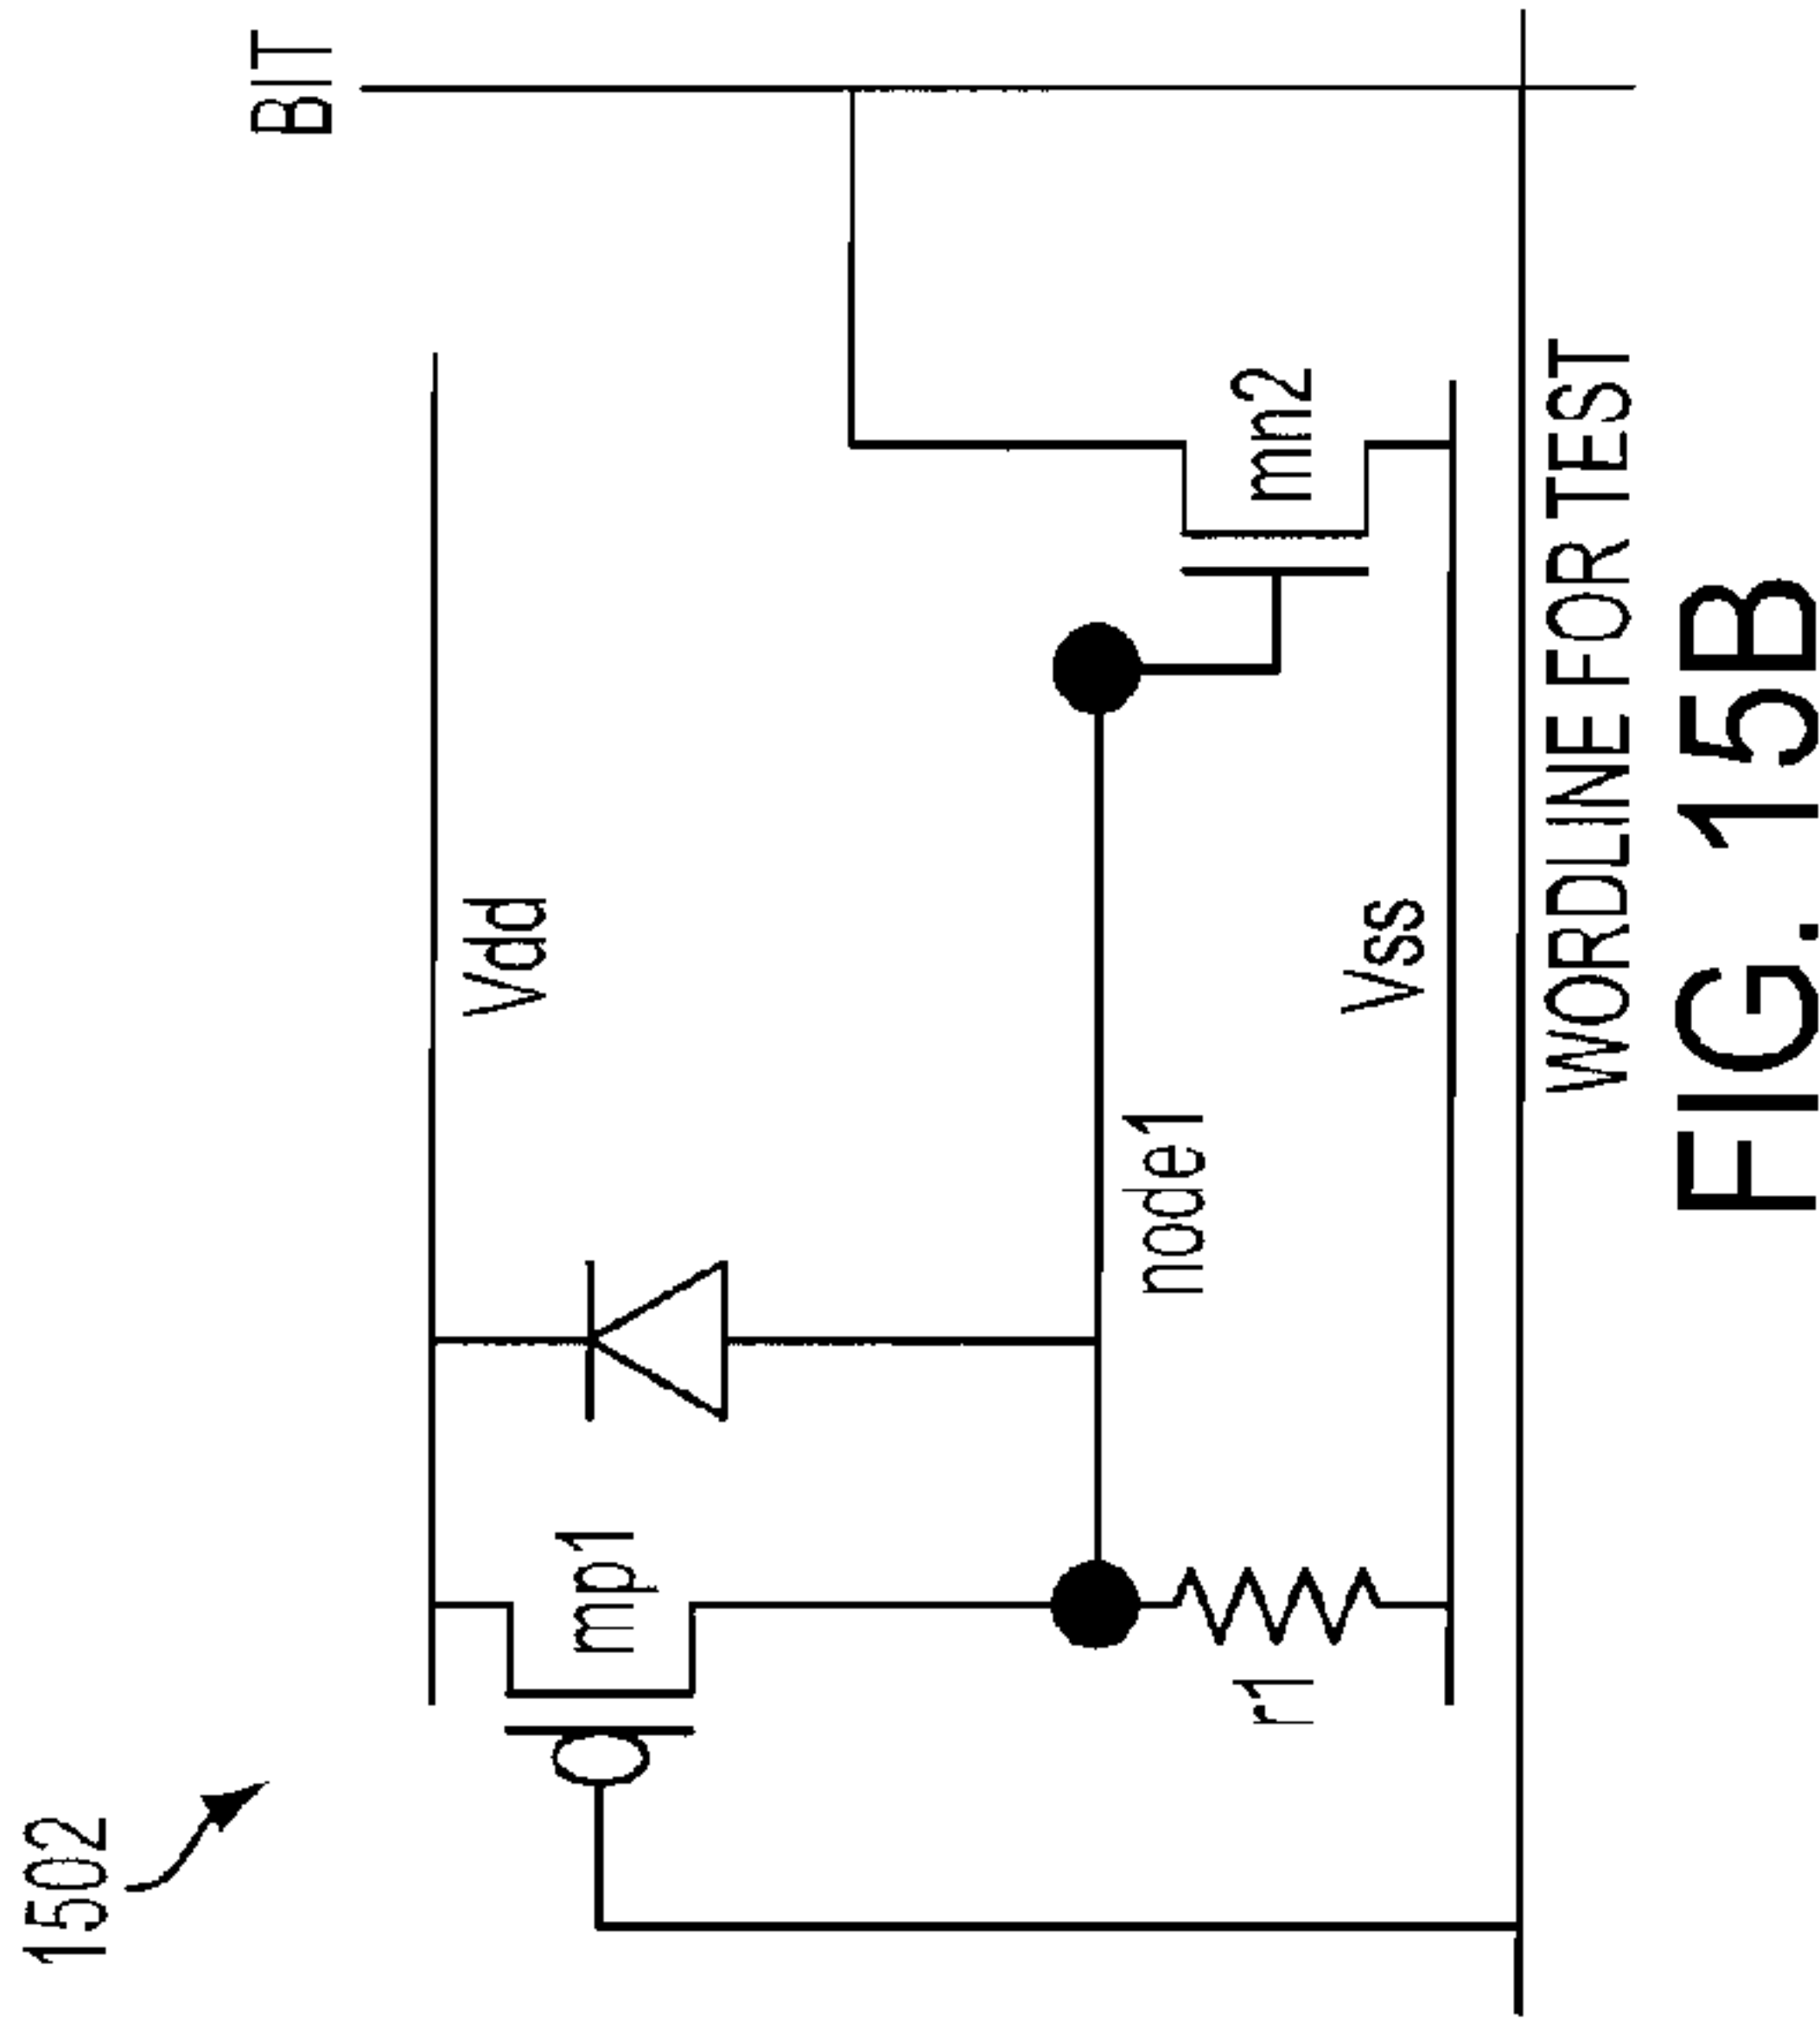 1502
BIT
Vdd
mp1
node1
mn2
r1
Vss
WORDLINE FOR TEST
FIG. 15B